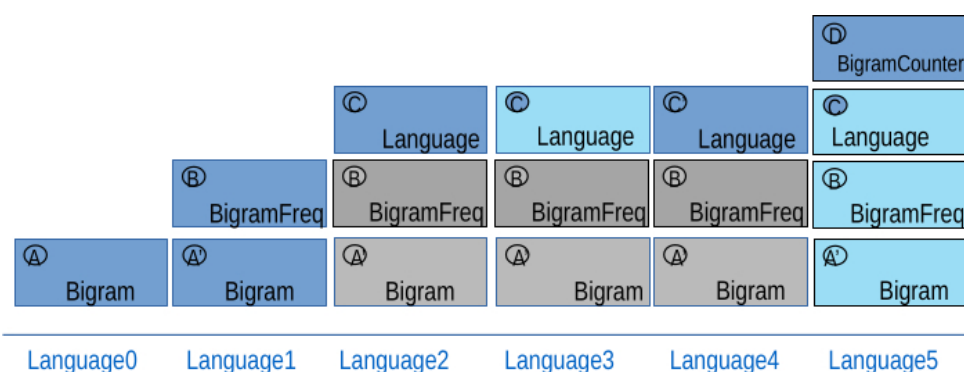 D
BigramCounter
C
Language
C
Language
C
Language
C
Language
B
BigramFreq
B
BigramFreq
B
BigramFreq
B
BigramFreq
B
BigramFreq
A
Bigram
A'
Bigram
A'
Bigram
A'
Bigram
A'
Bigram
A'
Bigram
Language0
Language1
Language2
Language3
Language4
Language5